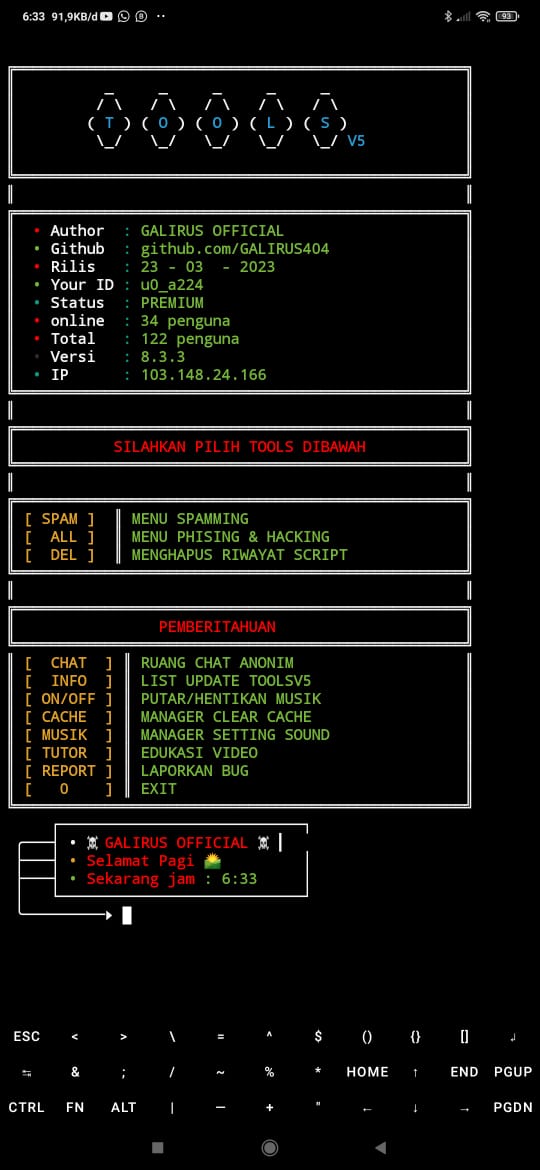 6:33 91,9KB/d 93
T O O L S V5
• Author : GALIRUS OFFICIAL
• Github : github.com/GALIRUS404
• Rilis : 23 - 03 - 2023
• Your ID : u0_a224
• Status : PREMIUM
• online : 34 penguna
• Total : 122 penguna
• Versi : 8.3.3
• IP : 103.148.24.166
SILAHKAN PILIH TOOLS DIBAWAH
[ SPAM ] MENU SPAMMING
[ ALL ] MENU PHISING & HACKING
[ DEL ] MENGHAPUS RIWAYAT SCRIPT
PEMBERITAHUAN
[ CHAT ] RUANG CHAT ANONIM
[ INFO ] LIST UPDATE TOOLSV5
[ ON/OFF ] PUTAR/HENTIKAN MUSIK
[ CACHE ] MANAGER CLEAR CACHE
[ MUSIK ] MANAGER SETTING SOUND
[ TUTOR ] EDUKASI VIDEO
[ REPORT ] LAPORKAN BUG
[ 0 ] EXIT
• ☠ GALIRUS OFFICIAL ☠
• Selamat Pagi 🌄
• Sekarang jam : 6:33
ESC < > \ = ^ $ () {} [] ↲
↹ & ; / ~ % * HOME ↑ END PGUP
CTRL FN ALT | — + " ← ↓ → PGDN